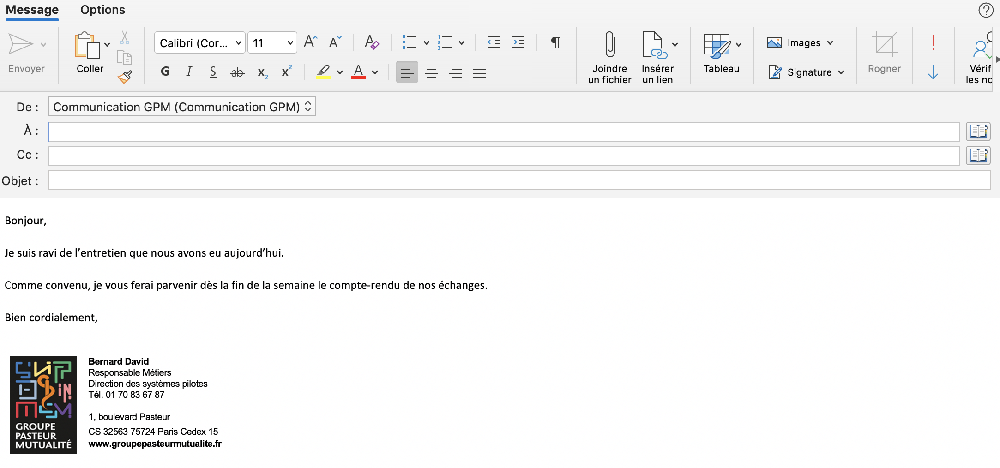 Message Options
Envoyer
Coller
Calibri (Cor... 11
G I S ab x₂ x²
A
Joindre
un fichier
Insérer
un lien
Tableau
Images
Signature
Rogner
Vérif
les no
De : Communication GPM (Communication GPM)
À :
Cc :
Objet :
Bonjour,
Je suis ravi de l’entretien que nous avons eu aujourd’hui.
Comme convenu, je vous ferai parvenir dès la fin de la semaine le compte-rendu de nos échanges.
Bien cordialement,
GROUPE
PASTEUR
MUTUALITÉ
Bernard David
Responsable Métiers
Direction des systèmes pilotes
Tél. 01 70 83 67 87
1, boulevard Pasteur
CS 32563 75724 Paris Cedex 15
www.groupepasteurmutualite.fr